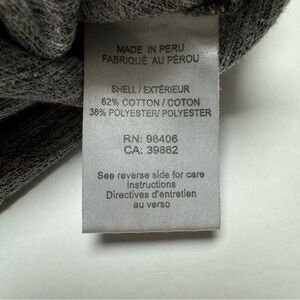 MADE IN PERU
FABRIQUÉ AU PÉROU
SHELL / EXTÉRIEUR
62% COTTON / COTON
38% POLYESTER/ POLYESTER
RN: 98406
CA: 39862
See reverse side for care
instructions
Directives d'entretien
au verso